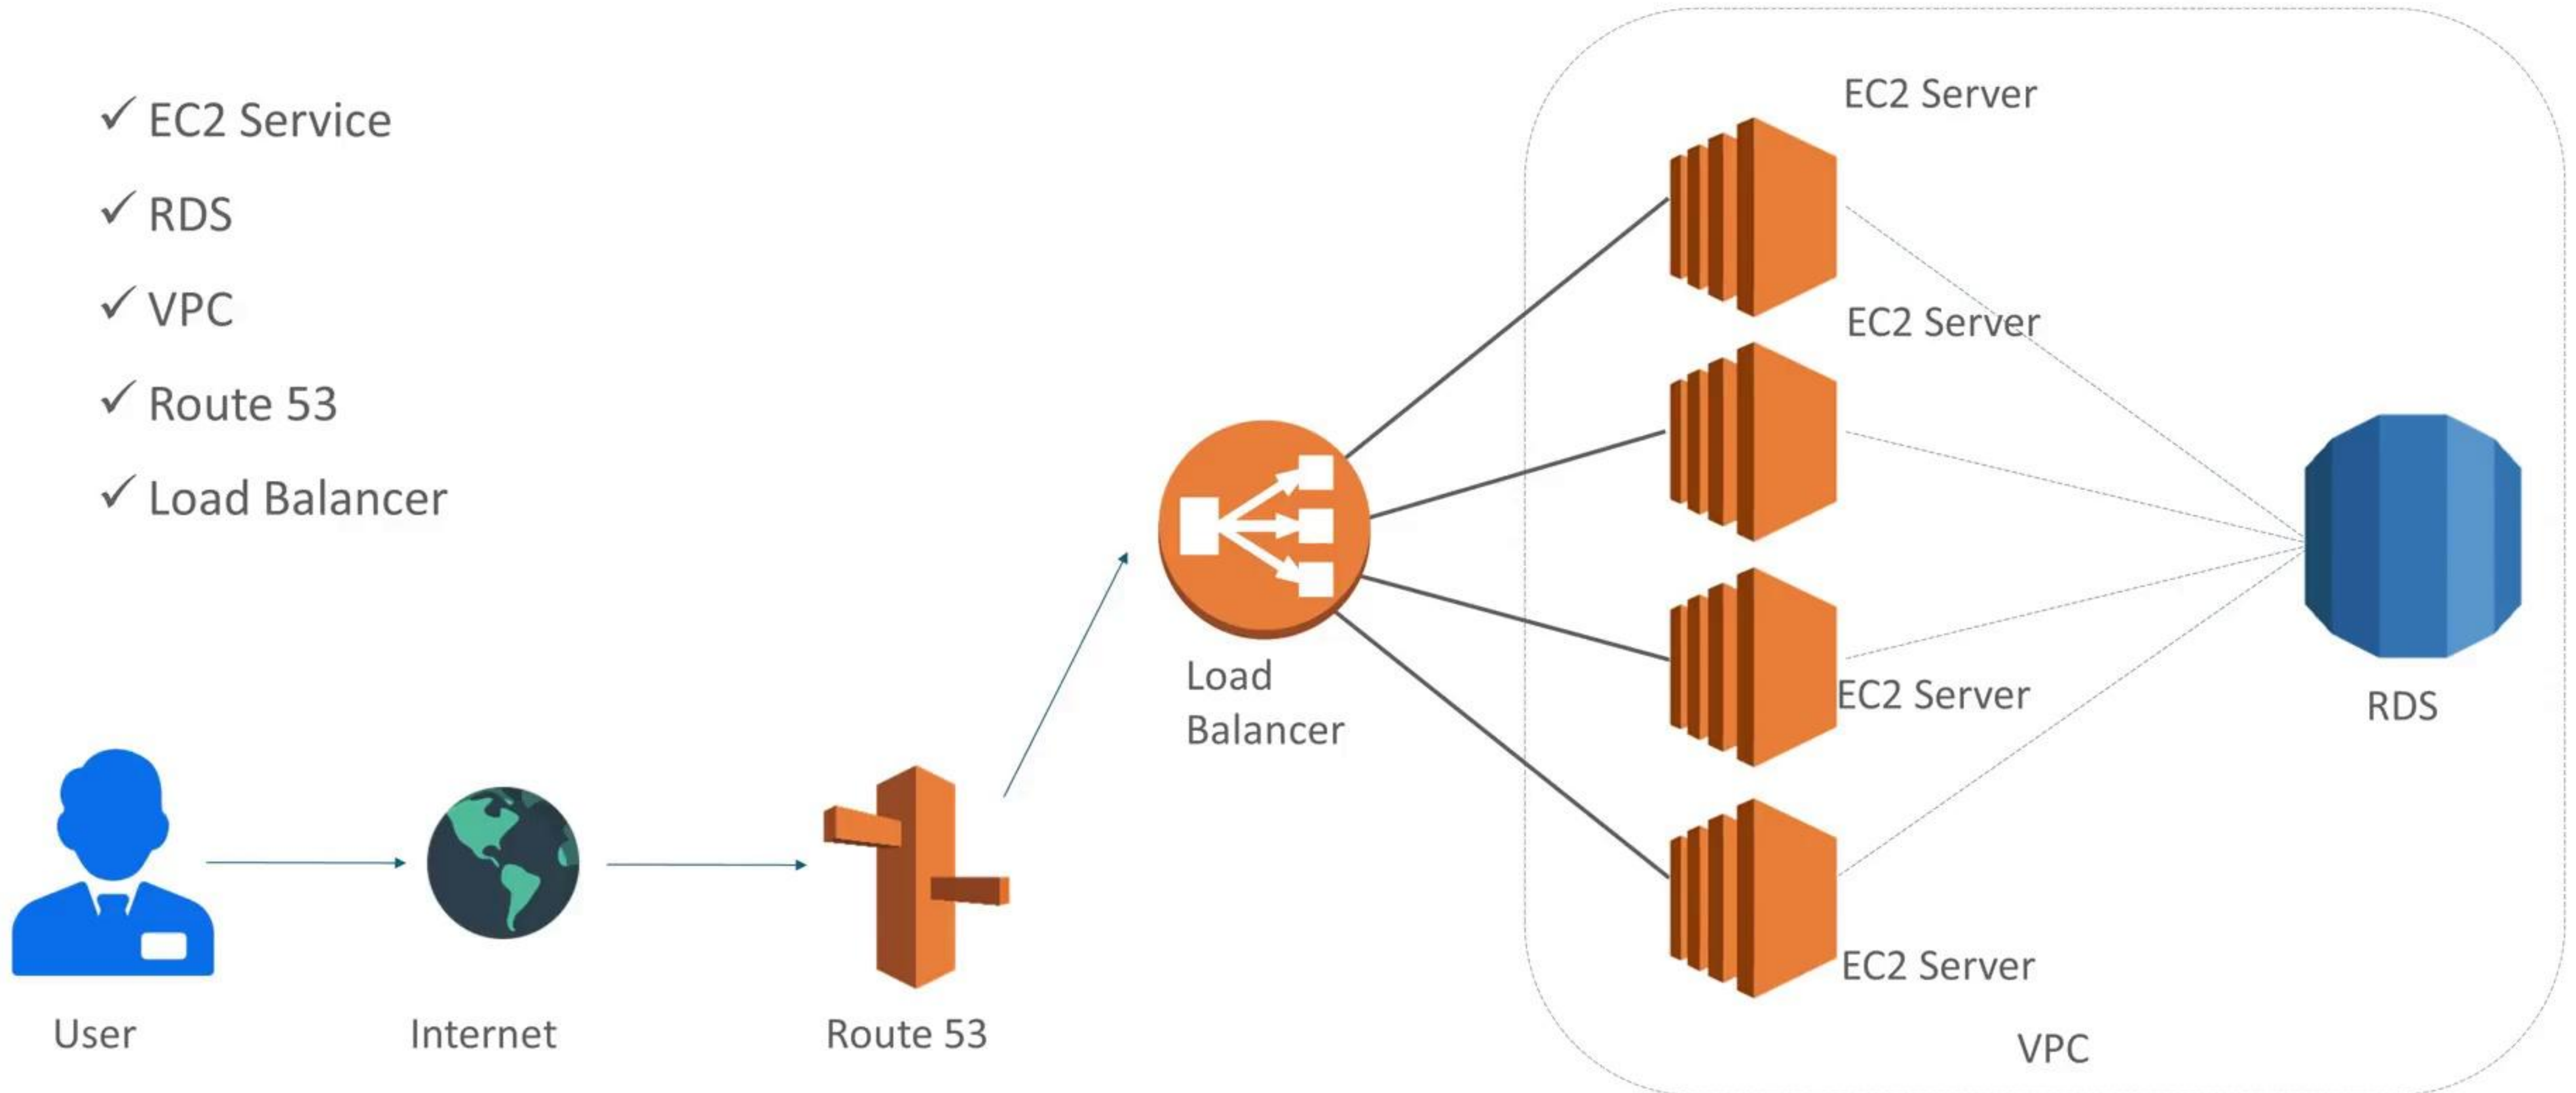 EC2 Service
RDS
VPC
Route 53
Load Balancer
User
Internet
Route 53
Load
Balancer
EC2 Server
EC2 Server
EC2 Server
EC2 Server
RDS
VPC